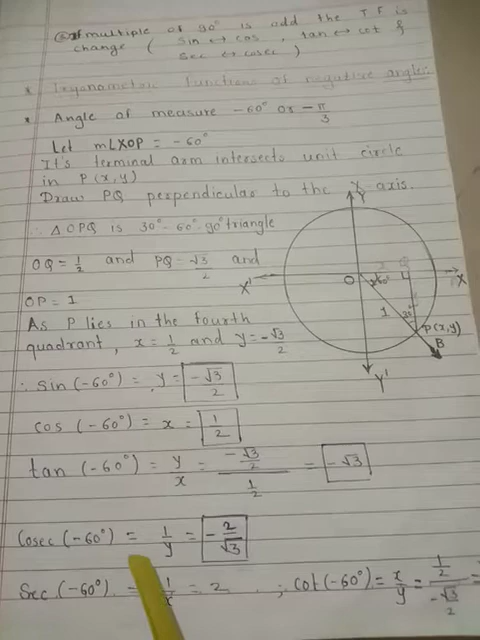 If multiple of 90° is odd the T.F is
change ( sin ↔ cos , tan ↔ cot &
sec ↔ cosec )
* Trigonometric functions of negative angle:
* Angle of measure -60° or -π/3
Let m∠XOP = -60°
It's terminal arm intersects unit circle
in P(x,y)
Draw PQ perpendicular to the X axis.
∴ △OPQ is 30°-60°-90° triangle
OQ = 1/2 and PQ = √3/2 and
OP = 1
As P lies in the fourth
quadrant, x = 1/2 and y = -√3/2
Y
X'
O
Q
X
60°
30°
1
P(x,y)
B
Y'
∴ sin(-60°) = y = -√3/2
cos (-60°) = x = 1/2
tan (-60°) = y/x = (-√3/2)/(1/2) = -√3
Cosec (-60°) = 1/y = -2/√3
Sec (-60°) = 1/x = 2 ; cot(-60°) = x/y = (1/2)/(-√3/2) =